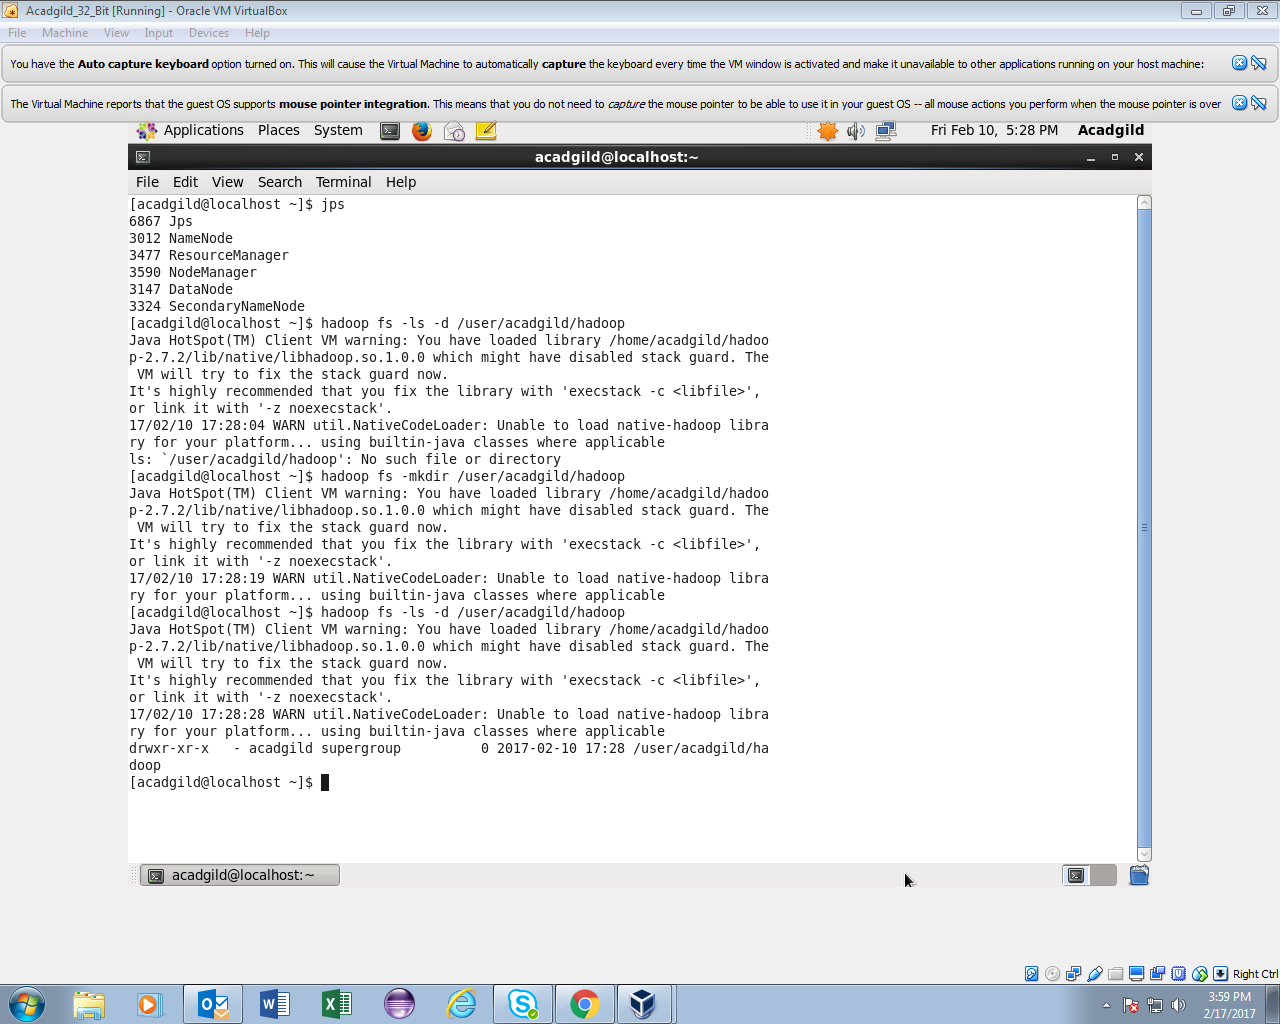 Acadgild_32_Bit [Running] - Oracle VM VirtualBox
File Machine View Input Devices Help
You have the Auto capture keyboard option turned on. This will cause the Virtual Machine to automatically capture the keyboard every time the VM window is activated and make it unavailable to other applications running on your host machine:
The Virtual Machine reports that the guest OS supports mouse pointer integration. This means that you do not need to capture the mouse pointer to be able to use it in your guest OS -- all mouse actions you perform when the mouse pointer is over
Applications Places System Fri Feb 10, 5:28 PM Acadgild
acadgild@localhost:~
File Edit View Search Terminal Help
[acadgild@localhost ~]$ jps
6867 Jps
3012 NameNode
3477 ResourceManager
3590 NodeManager
3147 DataNode
3324 SecondaryNameNode
[acadgild@localhost ~]$ hadoop fs -ls -d /user/acadgild/hadoop
Java HotSpot(TM) Client VM warning: You have loaded library /home/acadgild/hadoo
p-2.7.2/lib/native/libhadoop.so.1.0.0 which might have disabled stack guard. The
 VM will try to fix the stack guard now.
It's highly recommended that you fix the library with 'execstack -c <libfile>',
or link it with '-z noexecstack'.
17/02/10 17:28:04 WARN util.NativeCodeLoader: Unable to load native-hadoop libra
ry for your platform... using builtin-java classes where applicable
ls: `/user/acadgild/hadoop': No such file or directory
[acadgild@localhost ~]$ hadoop fs -mkdir /user/acadgild/hadoop
Java HotSpot(TM) Client VM warning: You have loaded library /home/acadgild/hadoo
p-2.7.2/lib/native/libhadoop.so.1.0.0 which might have disabled stack guard. The
 VM will try to fix the stack guard now.
It's highly recommended that you fix the library with 'execstack -c <libfile>',
or link it with '-z noexecstack'.
17/02/10 17:28:19 WARN util.NativeCodeLoader: Unable to load native-hadoop libra
ry for your platform... using builtin-java classes where applicable
[acadgild@localhost ~]$ hadoop fs -ls -d /user/acadgild/hadoop
Java HotSpot(TM) Client VM warning: You have loaded library /home/acadgild/hadoo
p-2.7.2/lib/native/libhadoop.so.1.0.0 which might have disabled stack guard. The
 VM will try to fix the stack guard now.
It's highly recommended that you fix the library with 'execstack -c <libfile>',
or link it with '-z noexecstack'.
17/02/10 17:28:28 WARN util.NativeCodeLoader: Unable to load native-hadoop libra
ry for your platform... using builtin-java classes where applicable
drwxr-xr-x   - acadgild supergroup          0 2017-02-10 17:28 /user/acadgild/ha
doop
[acadgild@localhost ~]$
acadgild@localhost:~
Right Ctrl
3:59 PM
2/17/2017